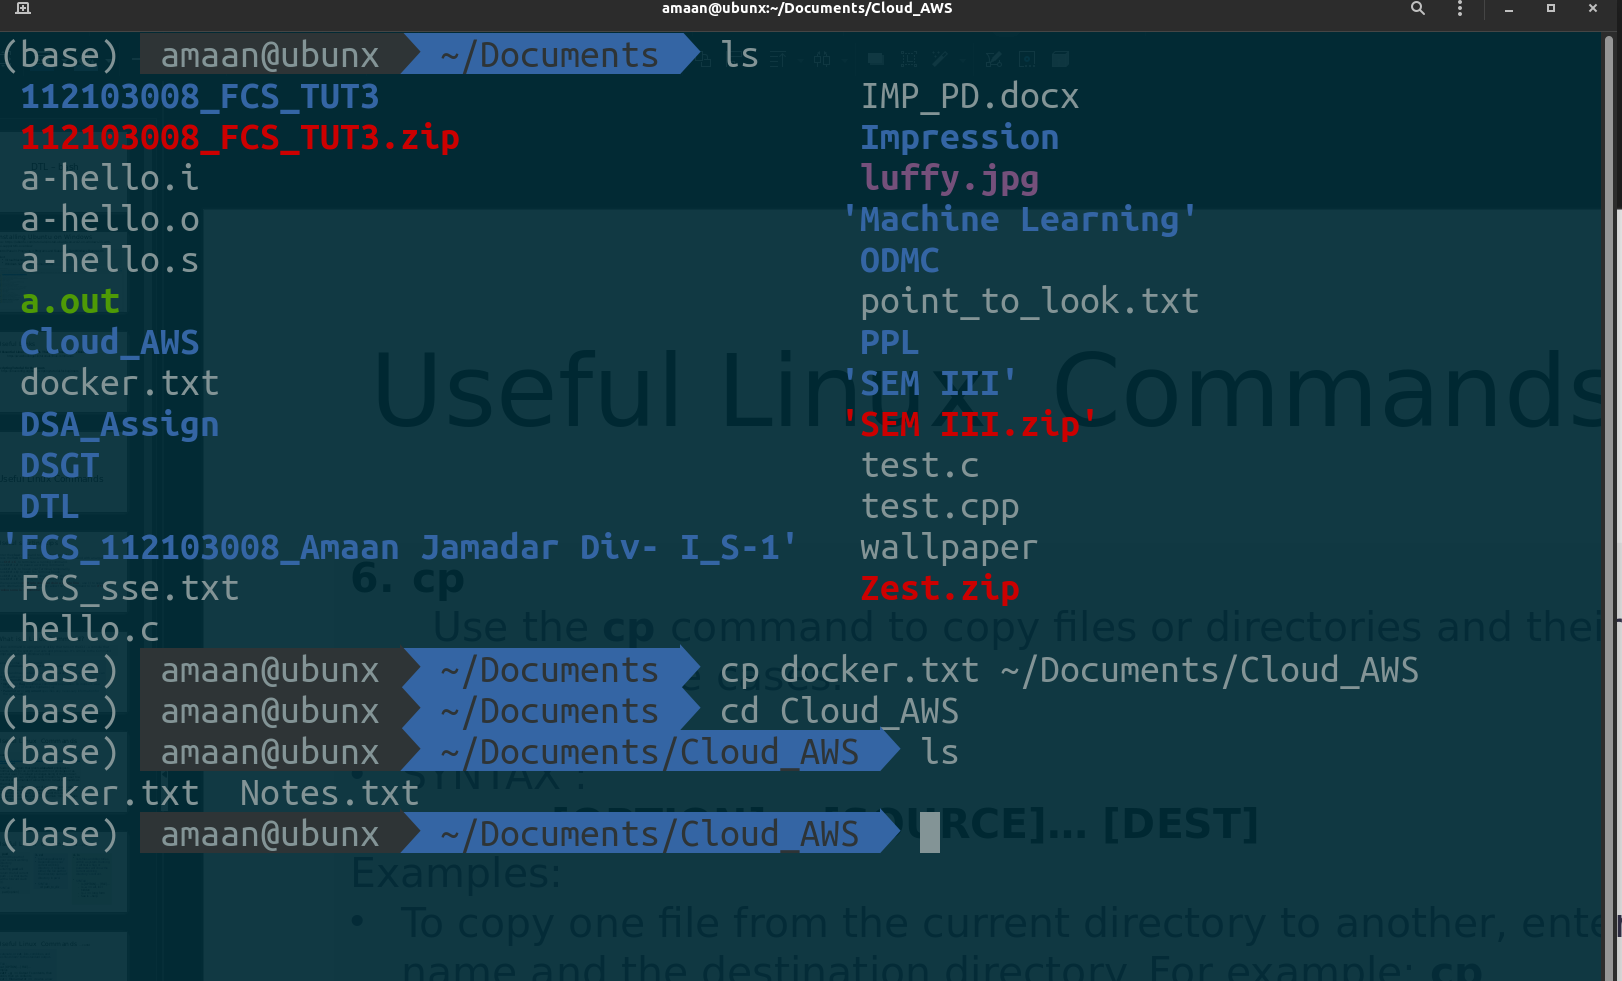 amaan@ubunx:~/Documents/Cloud_AWS
(base) amaan@ubunx ~/Documents ls
112103008_FCS_TUT3 IMP_PD.docx
112103008_FCS_TUT3.zip Impression
a-hello.i luffy.jpg
a-hello.o 'Machine Learning'
a-hello.s ODMC
a.out point_to_look.txt
Cloud_AWS PPL
docker.txt 'SEM III'
DSA_Assign 'SEM III.zip'
DSGT test.c
DTL test.cpp
'FCS_112103008_Amaan Jamadar Div- I_S-1' wallpaper
FCS_sse.txt Zest.zip
hello.c
(base) amaan@ubunx ~/Documents cp docker.txt ~/Documents/Cloud_AWS
(base) amaan@ubunx ~/Documents cd Cloud_AWS
(base) amaan@ubunx ~/Documents/Cloud_AWS ls
docker.txt Notes.txt
(base) amaan@ubunx ~/Documents/Cloud_AWS
Useful Linux Commands
6. cp
Use the cp command to copy files or directories and thei
cases.
SYNTAX :
[DEST]
Examples:
• To copy one file from the current directory to another, ente
name and the destination directory. For example: cp